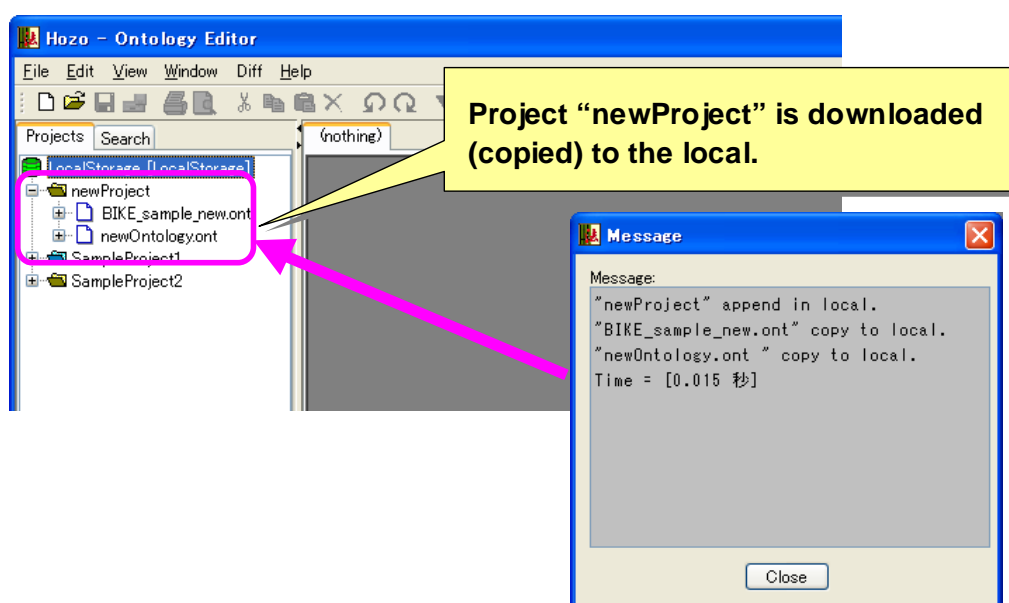 Hozo - Ontology Editor
File Edit View Window Diff Help
Project “newProject” is downloaded
(copied) to the local.
Projects Search
(nothing)
LocalStorage [LocalStorage]
newProject
BIKE_sample_new.ont
newOntology.ont
SampleProject1
SampleProject2
Message
Message:
"newProject" append in local.
"BIKE_sample_new.ont" copy to local.
"newOntology.ont " copy to local.
Time = [0.015 秒]
Close